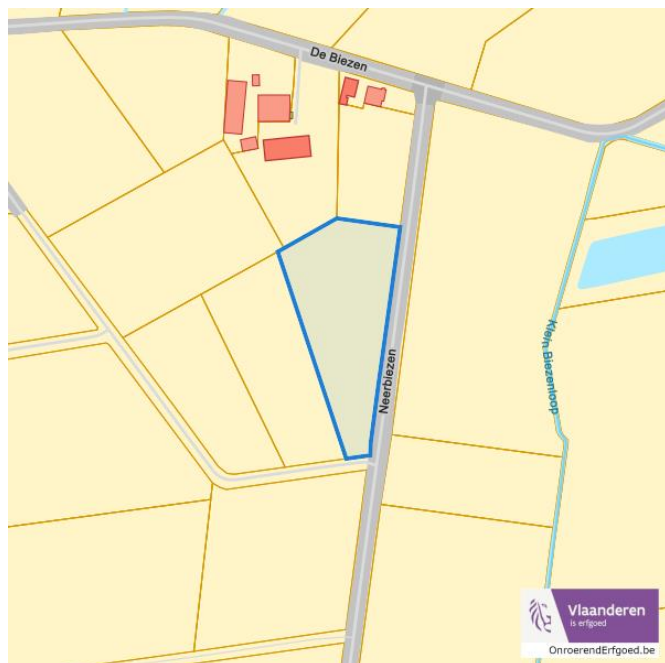 De Biezen
Neerbiezen
Klein Biezenloop
Vlaanderen
is erfgoed
OnroerendErfgoed.be